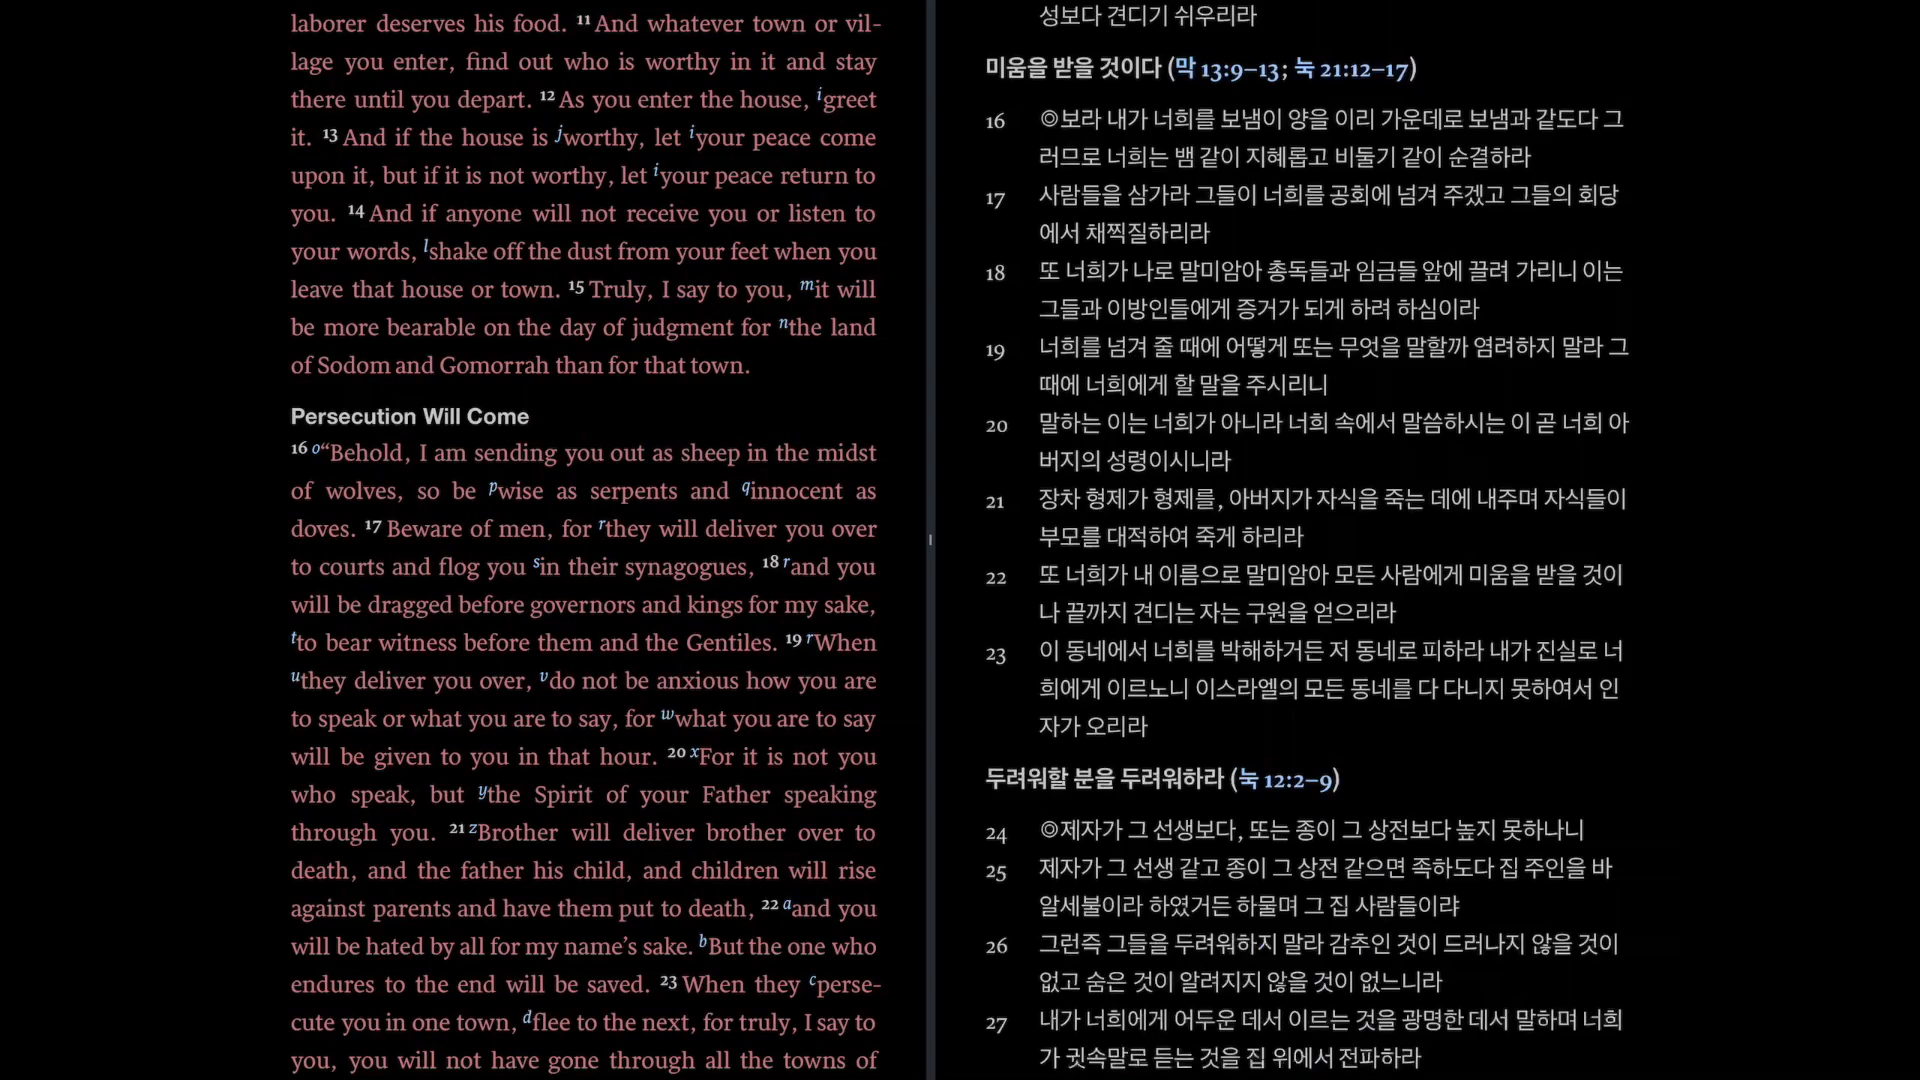 laborer deserves his food. 11 And whatever town or vil-
lage you enter, find out who is worthy in it and stay
there until you depart. 12 As you enter the house, i greet
it. 13 And if the house is j worthy, let i your peace come
upon it, but if it is not worthy, let i your peace return to
you. 14 And if anyone will not receive you or listen to
your words, l shake off the dust from your feet when you
leave that house or town. 15 Truly, I say to you, m it will
be more bearable on the day of judgment for n the land
of Sodom and Gomorrah than for that town.
Persecution Will Come
16 o “Behold, I am sending you out as sheep in the midst
of wolves, so be p wise as serpents and q innocent as
doves. 17 Beware of men, for r they will deliver you over
to courts and flog you s in their synagogues, 18 r and you
will be dragged before governors and kings for my sake,
t to bear witness before them and the Gentiles. 19 r When
u they deliver you over, v do not be anxious how you are
to speak or what you are to say, for w what you are to say
will be given to you in that hour. 20 x For it is not you
who speak, but y the Spirit of your Father speaking
through you. 21 z Brother will deliver brother over to
death, and the father his child, and children will rise
against parents and have them put to death, 22 a and you
will be hated by all for my name’s sake. b But the one who
endures to the end will be saved. 23 When they c perse-
cute you in one town, d flee to the next, for truly, I say to
you, you will not have gone through all the towns of
성보다 견디기 쉬우리라
미움을 받을 것이다 (막 13:9–13; 눅 21:12–17)
16 ◎보라 내가 너희를 보냄이 양을 이리 가운데로 보냄과 같도다 그
러므로 너희는 뱀 같이 지혜롭고 비둘기 같이 순결하라
17 사람들을 삼가라 그들이 너희를 공회에 넘겨 주겠고 그들의 회당
에서 채찍질하리라
18 또 너희가 나로 말미암아 총독들과 임금들 앞에 끌려 가리니 이는
그들과 이방인들에게 증거가 되게 하려 하심이라
19 너희를 넘겨 줄 때에 어떻게 또는 무엇을 말할까 염려하지 말라 그
때에 너희에게 할 말을 주시리니
20 말하는 이는 너희가 아니라 너희 속에서 말씀하시는 이 곧 너희 아
버지의 성령이시니라
21 장차 형제가 형제를, 아버지가 자식을 죽는 데에 내주며 자식들이
부모를 대적하여 죽게 하리라
22 또 너희가 내 이름으로 말미암아 모든 사람에게 미움을 받을 것이
나 끝까지 견디는 자는 구원을 얻으리라
23 이 동네에서 너희를 박해하거든 저 동네로 피하라 내가 진실로 너
희에게 이르노니 이스라엘의 모든 동네를 다 다니지 못하여서 인
자가 오리라
두려워할 분을 두려워하라 (눅 12:2–9)
24 ◎제자가 그 선생보다, 또는 종이 그 상전보다 높지 못하나니
25 제자가 그 선생 같고 종이 그 상전 같으면 족하도다 집 주인을 바
알세불이라 하였거든 하물며 그 집 사람들이랴
26 그런즉 그들을 두려워하지 말라 감추인 것이 드러나지 않을 것이
없고 숨은 것이 알려지지 않을 것이 없느니라
27 내가 너희에게 어두운 데서 이르는 것을 광명한 데서 말하며 너희
가 귓속말로 듣는 것을 집 위에서 전파하라